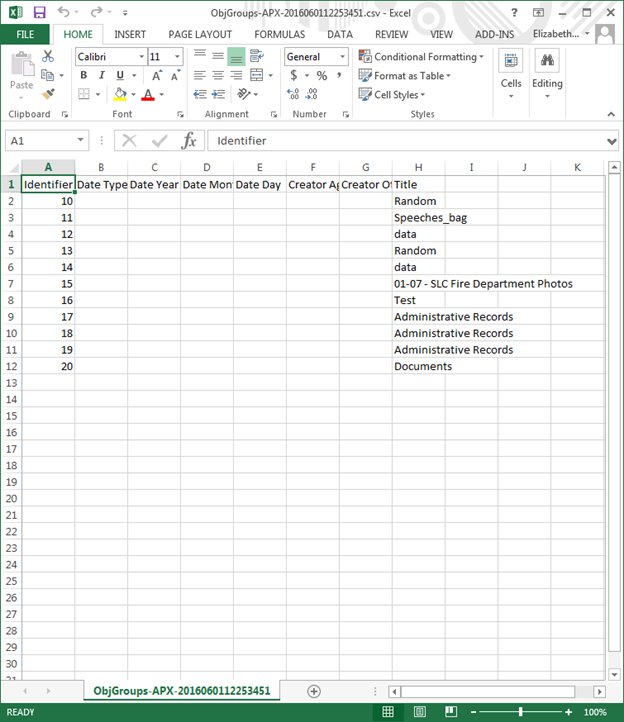 ObjGroups-APX-2016060112253451.csv - Excel
FILE HOME INSERT PAGE LAYOUT FORMULAS DATA REVIEW VIEW ADD-INS Elizabeth...
Calibri 11 General Conditional Formatting
Paste B I U A A $ % , Format as Table Cells Editing
A Cell Styles
Clipboard Font Alignment Number Styles
A1 fx Identifier
A B C D E F G H I J K
1 Identifier Date Type Date Year Date Mon Date Day Creator Ag Creator Of Title
2 10 Random
3 11 Speeches_bag
4 12 data
5 13 Random
6 14 data
7 15 01-07 - SLC Fire Department Photos
8 16 Test
9 17 Administrative Records
10 18 Administrative Records
11 19 Administrative Records
12 20 Documents
13
14
15
16
17
18
19
20
21
22
23
24
25
26
27
28
29
30
31
ObjGroups-APX-2016060112253451
READY 100%